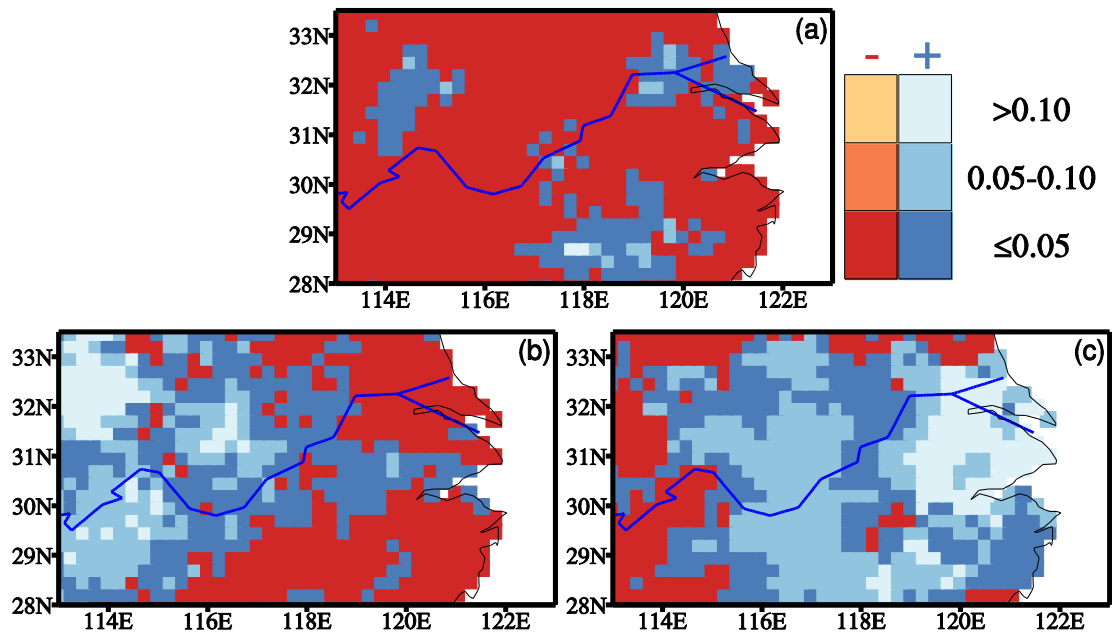 33N
32N
31N
30N
29N
28N
114E 116E 118E 120E 122E
(a)
- +
>0.10
0.05-0.10
≤0.05
33N
32N
31N
30N
29N
28N
114E 116E 118E 120E 122E
(b)
33N
32N
31N
30N
29N
28N
114E 116E 118E 120E 122E
(c)